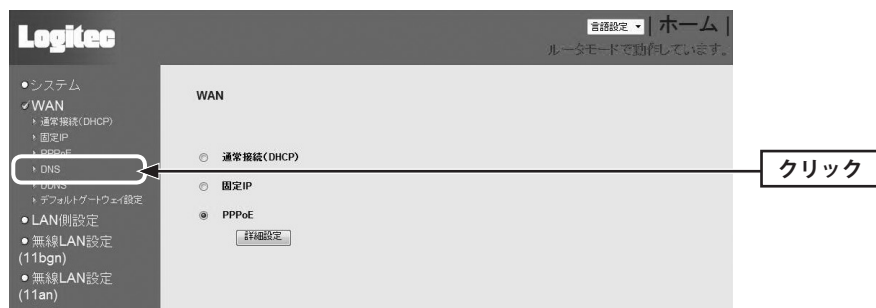 Logitec
言語設定 | ホーム |
ルータモードで動作しています。
●システム
WAN
通常接続(DHCP)
固定IP
PPPoE
DNS
DDNS
デフォルトゲートウェイ設定
●LAN側設定
●無線LAN設定
(11bgn)
●無線LAN設定
(11an)
WAN
通常接続(DHCP)
固定IP
PPPoE
詳細設定
クリック